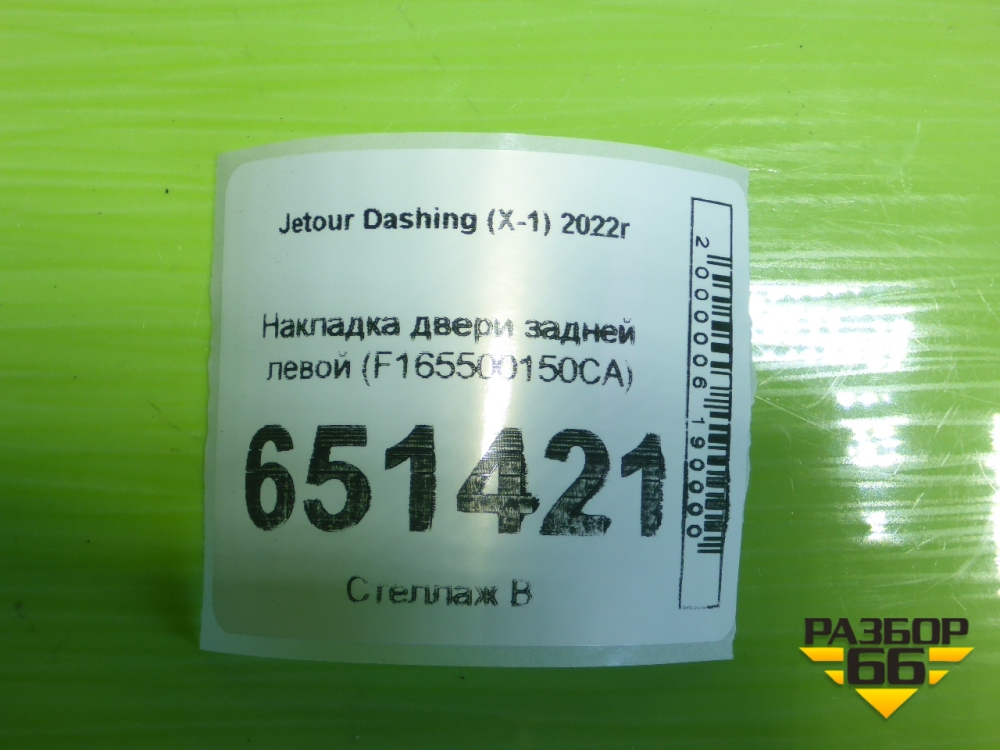 Jetour Dashing (X-1) 2022г
Накладка двери задней
левой (F165500150CA)
651421
Стеллаж В
2000006190000
РАЗБОР
66